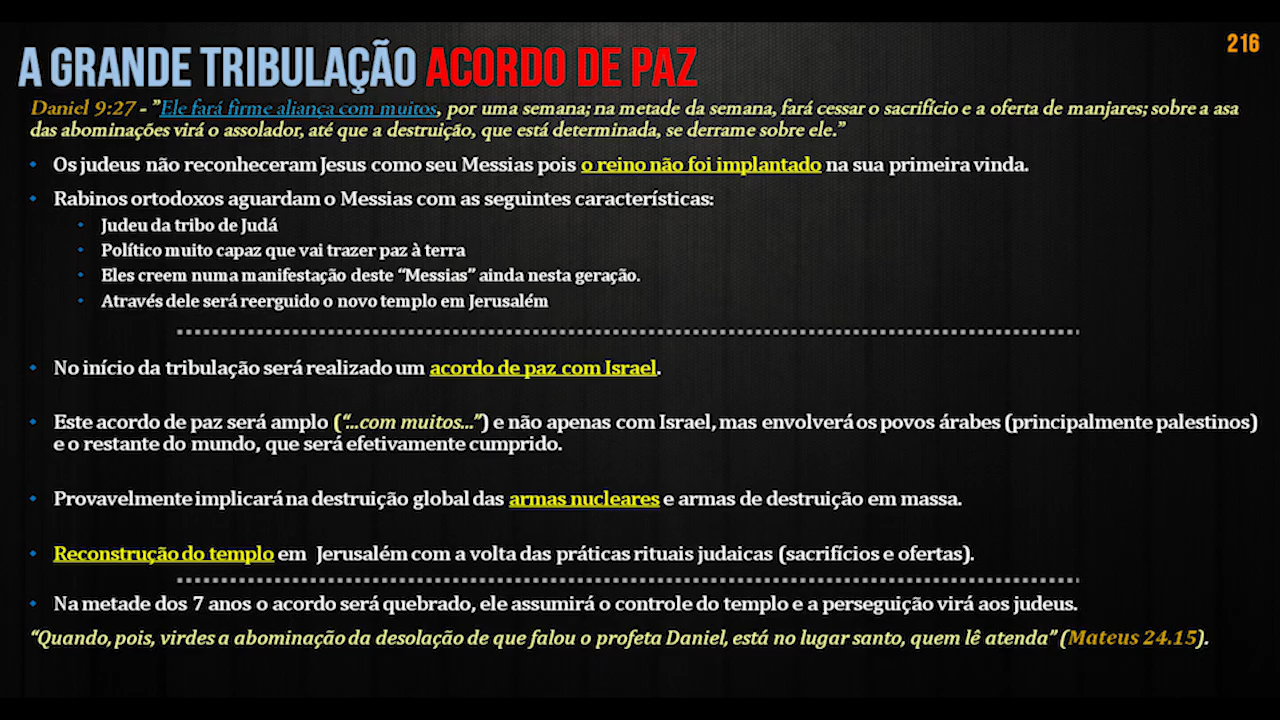 216
A GRANDE TRIBULAÇÃO ACORDO DE PAZ
Daniel 9:27 - ”Ele fará firme aliança com muitos, por uma semana; na metade da semana, fará cessar o sacrifício e a oferta de manjares; sobre a asa
das abominações virá o assolador, até que a destruição, que está determinada, se derrame sobre ele.”
Os judeus não reconheceram Jesus como seu Messias pois o reino não foi implantado na sua primeira vinda.
Rabinos ortodoxos aguardam o Messias com as seguintes características:
Judeu da tribo de Judá
Político muito capaz que vai trazer paz à terra
Eles creem numa manifestação deste “Messias” ainda nesta geração.
Através dele será reerguido o novo templo em Jerusalém
No início da tribulação será realizado um acordo de paz com Israel.
Este acordo de paz será amplo (“...com muitos...”) e não apenas com Israel, mas envolverá os povos árabes (principalmente palestinos)
e o restante do mundo, que será efetivamente cumprido.
Provavelmente implicará na destruição global das armas nucleares e armas de destruição em massa.
Reconstrução do templo em Jerusalém com a volta das práticas rituais judaicas (sacrifícios e ofertas).
Na metade dos 7 anos o acordo será quebrado, ele assumirá o controle do templo e a perseguição virá aos judeus.
“Quando, pois, virdes a abominação da desolação de que falou o profeta Daniel, está no lugar santo, quem lê atenda” (Mateus 24.15).